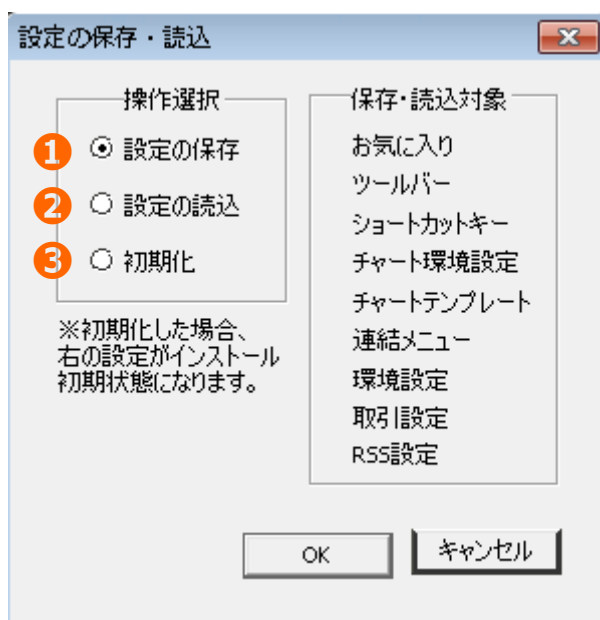 設定の保存・読込
操作選択
1 設定の保存
2 設定の読込
3 初期化
※初期化した場合、
右の設定がインストール
初期状態になります。
保存・読込対象
お気に入り
ツールバー
ショートカットキー
チャート環境設定
チャートテンプレート
連結メニュー
環境設定
取引設定
RSS設定
OK
キャンセル